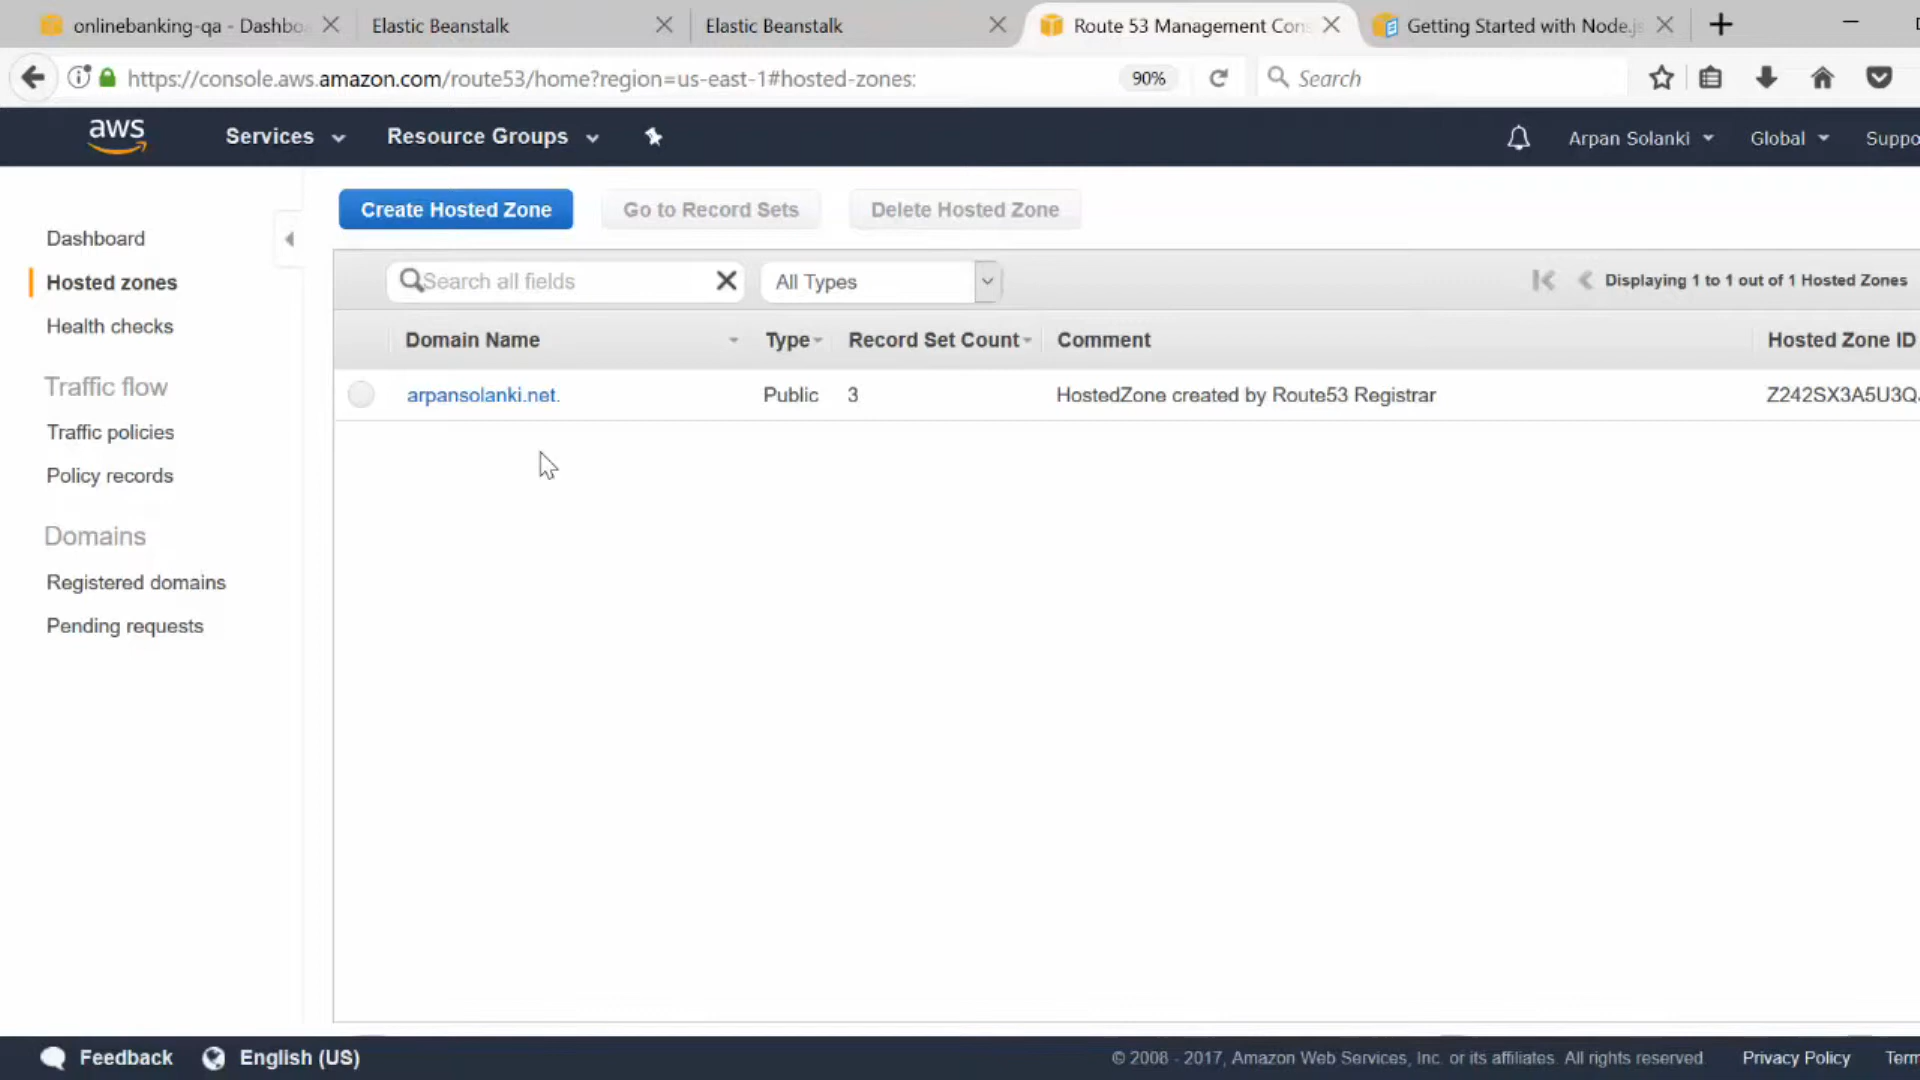 onlinebanking-qa - Dashbo
Elastic Beanstalk
Elastic Beanstalk
Route 53 Management Con
Getting Started with Node.js
https://console.aws.amazon.com/route53/home?region=us-east-1#hosted-zones:
90%
Search
aws
Services
Resource Groups
Arpan Solanki
Global
Suppo
Create Hosted Zone
Go to Record Sets
Delete Hosted Zone
Dashboard
Hosted zones
Health checks
Traffic flow
Traffic policies
Policy records
Domains
Registered domains
Pending requests
Search all fields
All Types
Displaying 1 to 1 out of 1 Hosted Zones
Domain Name
Type
Record Set Count
Comment
Hosted Zone ID
arpansolanki.net.
Public
3
HostedZone created by Route53 Registrar
Z242SX3A5U3Q
Feedback
English (US)
© 2008 - 2017, Amazon Web Services, Inc. or its affiliates. All rights reserved.
Privacy Policy
Term